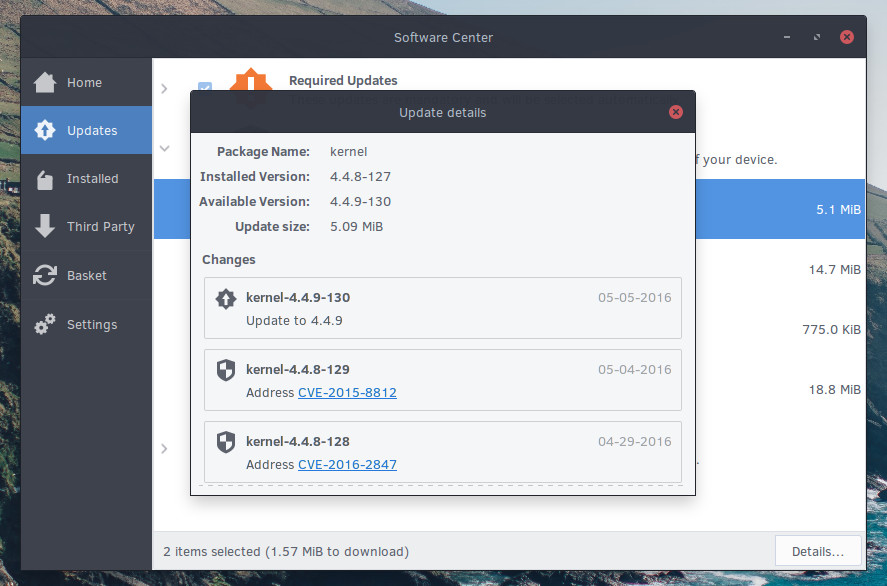 Software Center
Home
Updates
Installed
Third Party
Basket
Settings
Required Updates
f your device.
5.1 MiB
14.7 MiB
775.0 KiB
18.8 MiB
Update details
Package Name: kernel
Installed Version: 4.4.8-127
Available Version: 4.4.9-130
Update size: 5.09 MiB
Changes
kernel-4.4.9-130 05-05-2016
Update to 4.4.9
kernel-4.4.8-129 05-04-2016
Address CVE-2015-8812
kernel-4.4.8-128 04-29-2016
Address CVE-2016-2847
2 items selected (1.57 MiB to download)
Details...